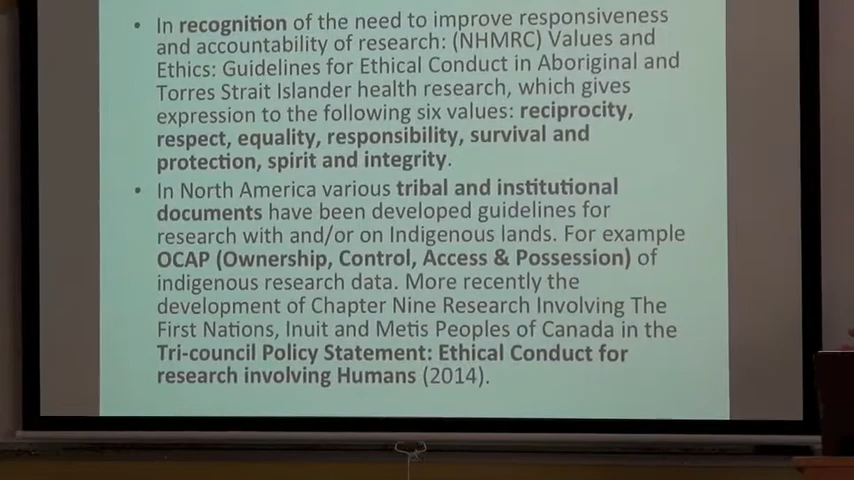 • In recognition of the need to improve responsiveness
and accountability of research: (NHMRC) Values and
Ethics: Guidelines for Ethical Conduct in Aboriginal and
Torres Strait Islander health research, which gives
expression to the following six values: reciprocity,
respect, equality, responsibility, survival and
protection, spirit and integrity.
• In North America various tribal and institutional
documents have been developed guidelines for
research with and/or on Indigenous lands. For example
OCAP (Ownership, Control, Access & Possession) of
indigenous research data. More recently the
development of Chapter Nine Research Involving The
First Nations, Inuit and Metis Peoples of Canada in the
Tri-council Policy Statement: Ethical Conduct for
research involving Humans (2014).